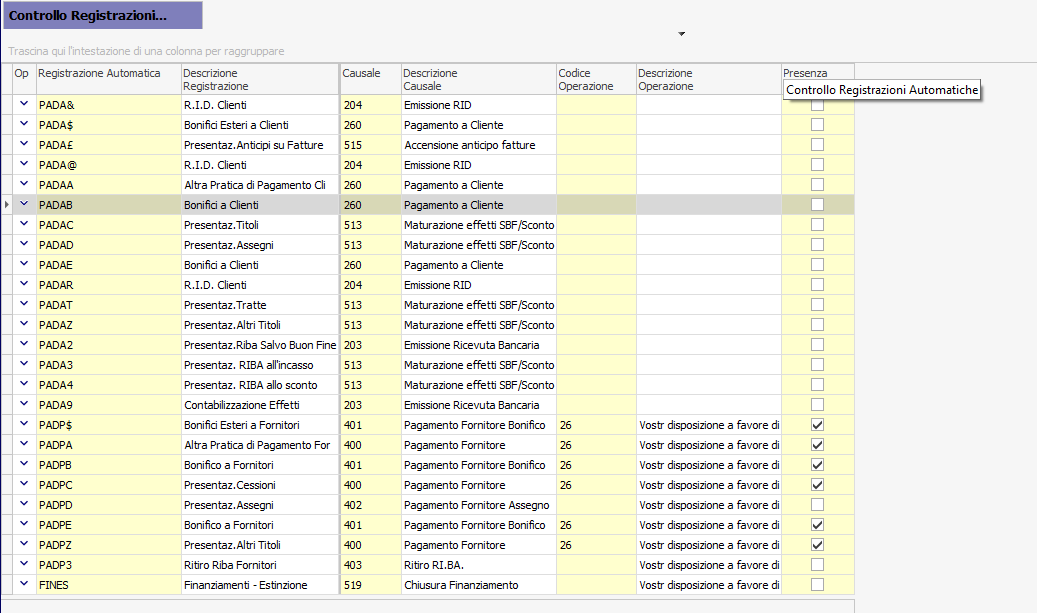 Controllo Registrazioni...
Trascina qui l'intestazione di una colonna per raggruppare
Op Registrazione Automatica Descrizione Registrazione Causale Descrizione Causale Codice Operazione Descrizione Operazione Presenza
Controllo Registrazioni Automatiche
PADA& R.I.D. Clienti 204 Emissione RID
PADA$ Bonifici Esteri a Clienti 260 Pagamento a Cliente
PADA£ Presentaz.Anticipi su Fatture 515 Accensione anticipo fatture
PADA@ R.I.D. Clienti 204 Emissione RID
PADAA Altra Pratica di Pagamento Cli 260 Pagamento a Cliente
PADAB Bonifici a Clienti 260 Pagamento a Cliente
PADAC Presentaz.Titoli 513 Maturazione effetti SBF/Sconto
PADAD Presentaz.Assegni 513 Maturazione effetti SBF/Sconto
PADAE Bonifici a Clienti 260 Pagamento a Cliente
PADAR R.I.D. Clienti 204 Emissione RID
PADAT Presentaz.Tratte 513 Maturazione effetti SBF/Sconto
PADAZ Presentaz.Altri Titoli 513 Maturazione effetti SBF/Sconto
PADA2 Presentaz.Riba Salvo Buon Fine 203 Emissione Ricevuta Bancaria
PADA3 Presentaz. RIBA all'incasso 513 Maturazione effetti SBF/Sconto
PADA4 Presentaz. RIBA allo sconto 513 Maturazione effetti SBF/Sconto
PADA9 Contabilizzazione Effetti 203 Emissione Ricevuta Bancaria
PADP$ Bonifici Esteri a Fornitori 401 Pagamento Fornitore Bonifico 26 Vostr disposizione a favore di
PADPA Altra Pratica di Pagamento For 400 Pagamento Fornitore 26 Vostr disposizione a favore di
PADPB Bonifico a Fornitori 401 Pagamento Fornitore Bonifico 26 Vostr disposizione a favore di
PADPC Presentaz.Cessioni 400 Pagamento Fornitore 26 Vostr disposizione a favore di
PADPD Presentaz.Assegni 402 Pagamento Fornitore Assegno Vostr disposizione a favore di
PADPE Bonifico a Fornitori 401 Pagamento Fornitore Bonifico 26 Vostr disposizione a favore di
PADPZ Presentaz.Altri Titoli 400 Pagamento Fornitore 26 Vostr disposizione a favore di
PADP3 Ritiro Riba Fornitori 403 Ritiro RI.BA. Vostr disposizione a favore di
FINES Finanziamenti - Estinzione 519 Chiusura Finanziamento Vostr disposizione a favore di